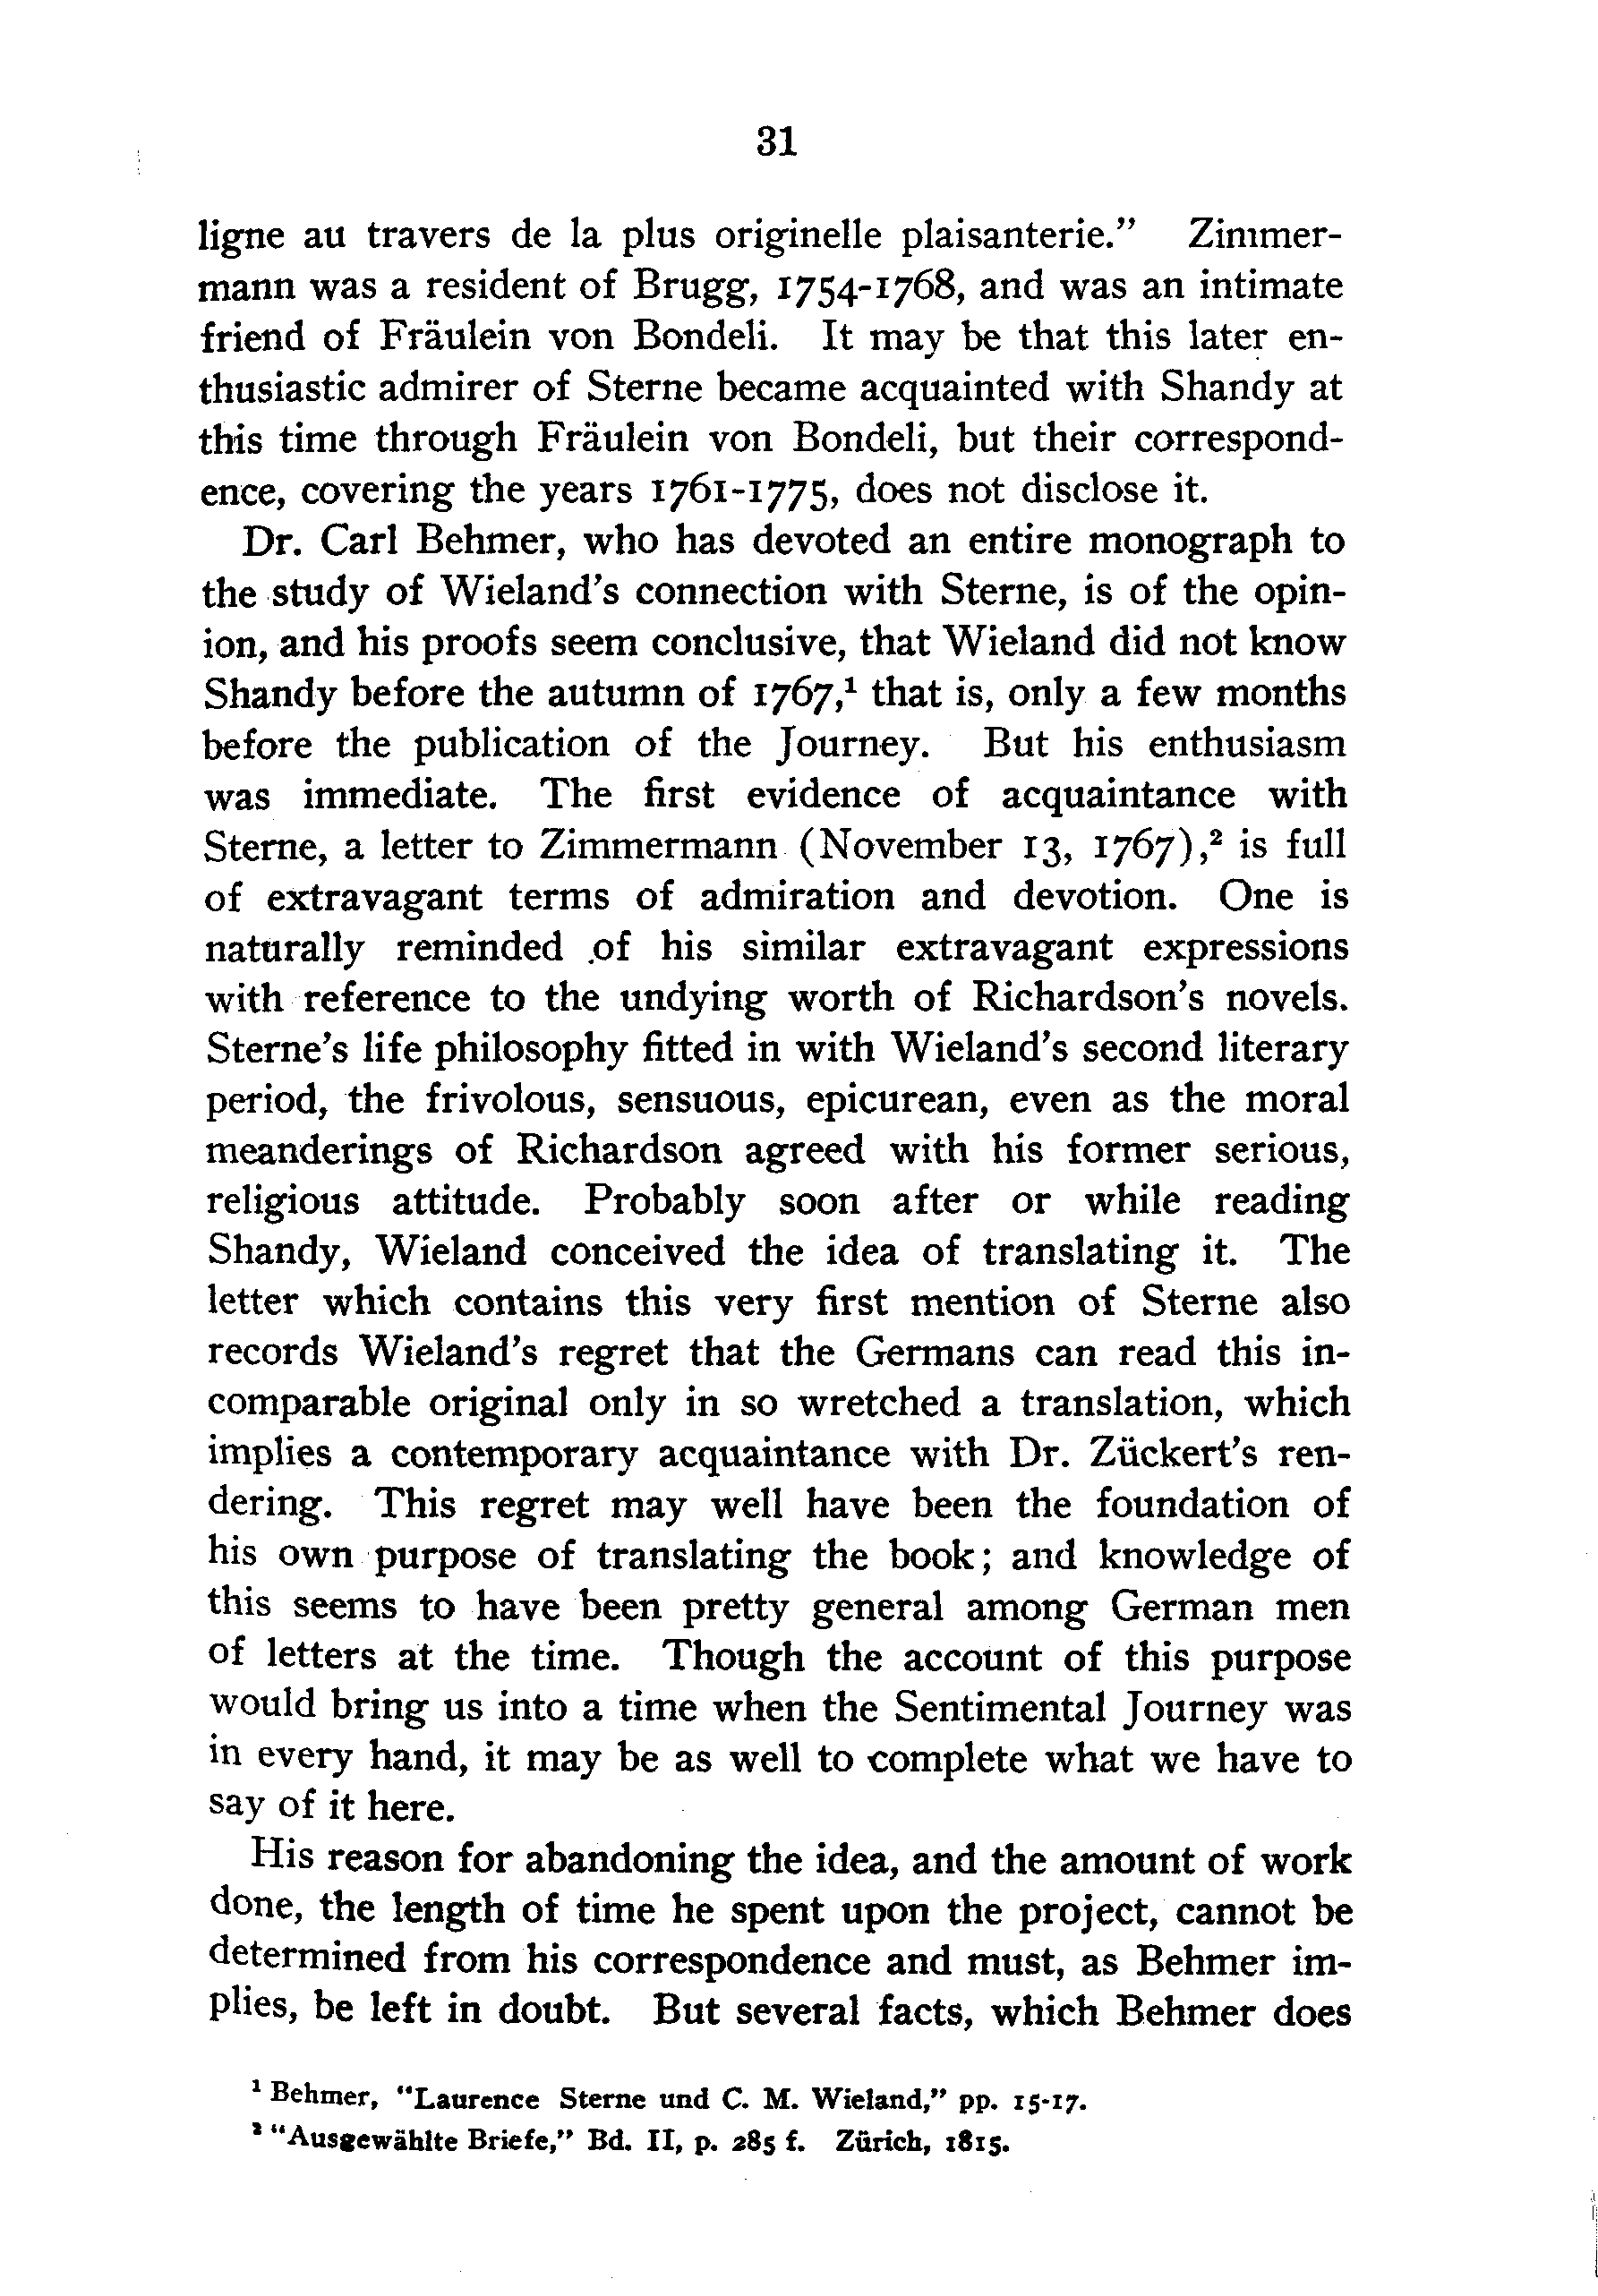 31
ligne au travers de la plus originelle plaisanterie.” Zimmer-
mann was a resident of Brugg, 1754-1768, and was an intimate
friend of Fräulein von Bondeli. It may be that this later en-
thusiastic admirer of Sterne became acquainted with Shandy at
this time through Fräulein von Bondeli, but their correspond-
ence, covering the years 1761-1775, does not disclose it.
Dr. Carl Behmer, who has devoted an entire monograph to
the study of Wieland’s connection with Sterne, is of the opin-
ion, and his proofs seem conclusive, that Wieland did not know
Shandy before the autumn of 1767,¹ that is, only a few months
before the publication of the Journey. But his enthusiasm
was immediate. The first evidence of acquaintance with
Sterne, a letter to Zimmermann (November 13, 1767),² is full
of extravagant terms of admiration and devotion. One is
naturally reminded of his similar extravagant expressions
with reference to the undying worth of Richardson’s novels.
Sterne’s life philosophy fitted in with Wieland’s second literary
period, the frivolous, sensuous, epicurean, even as the moral
meanderings of Richardson agreed with his former serious,
religious attitude. Probably soon after or while reading
Shandy, Wieland conceived the idea of translating it. The
letter which contains this very first mention of Sterne also
records Wieland’s regret that the Germans can read this in-
comparable original only in so wretched a translation, which
implies a contemporary acquaintance with Dr. Zückert’s ren-
dering. This regret may well have been the foundation of
his own purpose of translating the book; and knowledge of
this seems to have been pretty general among German men
of letters at the time. Though the account of this purpose
would bring us into a time when the Sentimental Journey was
in every hand, it may be as well to complete what we have to
say of it here.
His reason for abandoning the idea, and the amount of work
done, the length of time he spent upon the project, cannot be
determined from his correspondence and must, as Behmer im-
plies, be left in doubt. But several facts, which Behmer does
¹ Behmer, “Laurence Sterne und C. M. Wieland,” pp. 15-17.
² “Ausgewählte Briefe,” Bd. II, p. 285 f. Zürich, 1815.